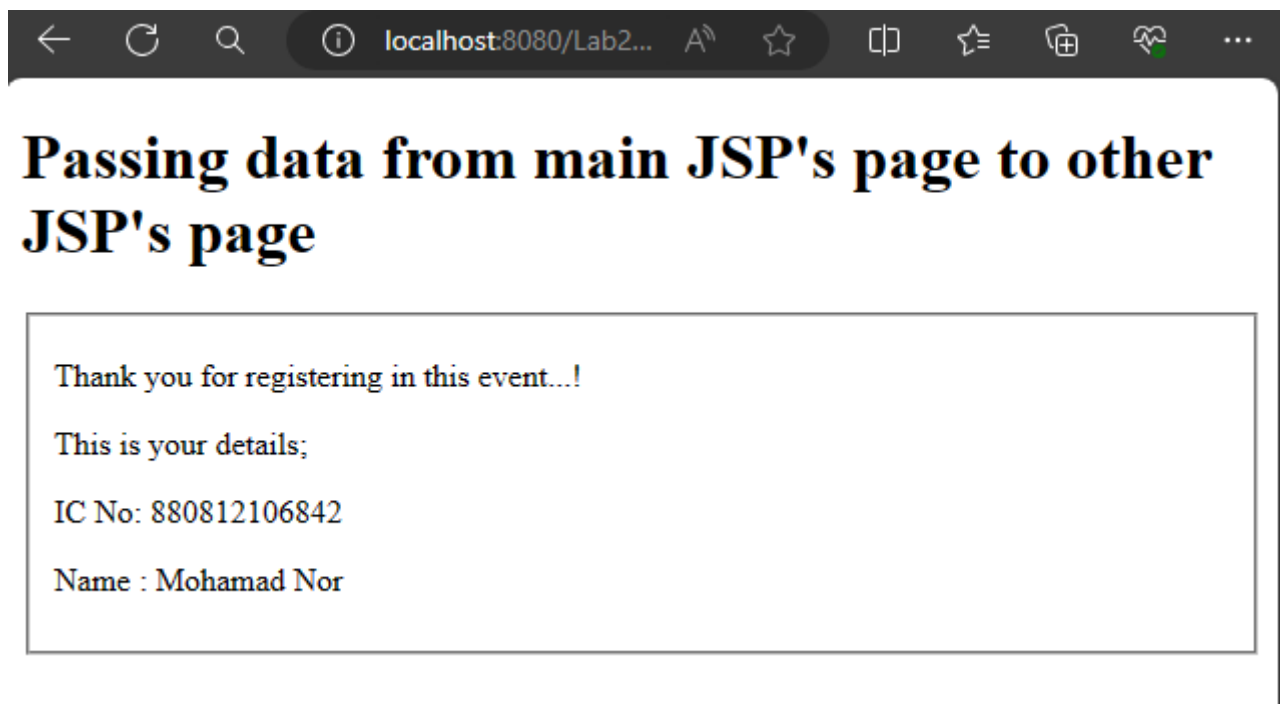 localhost:8080/Lab2...
Passing data from main JSP's page to other
JSP's page
Thank you for registering in this event...!
This is your details;
IC No: 880812106842
Name : Mohamad Nor